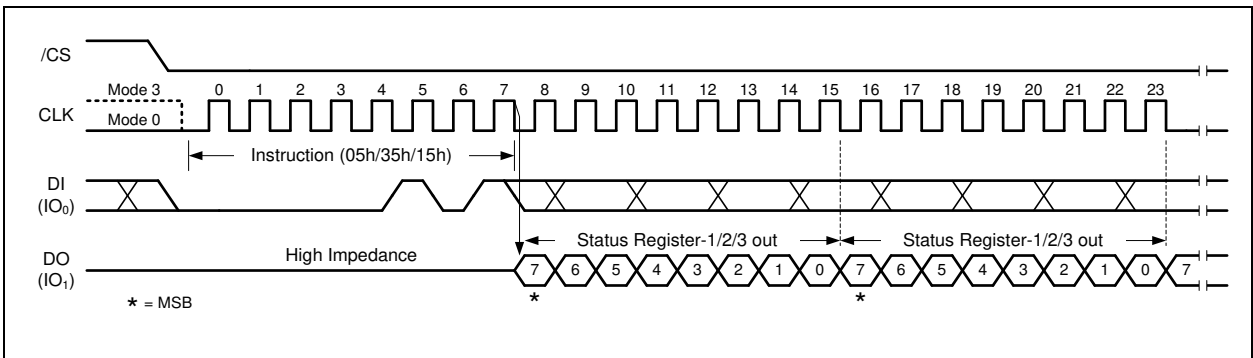 /CS
Mode 3 0 1 2 3 4 5 6 7 8 9 10 11 12 13 14 15 16 17 18 19 20 21 22 23
CLK
Mode 0
Instruction (05h/35h/15h)
DI
(IO₀)
Status Register-1/2/3 out Status Register-1/2/3 out
DO
(IO₁)
High Impedance
7 6 5 4 3 2 1 0 7 6 5 4 3 2 1 0 7
* *
* = MSB